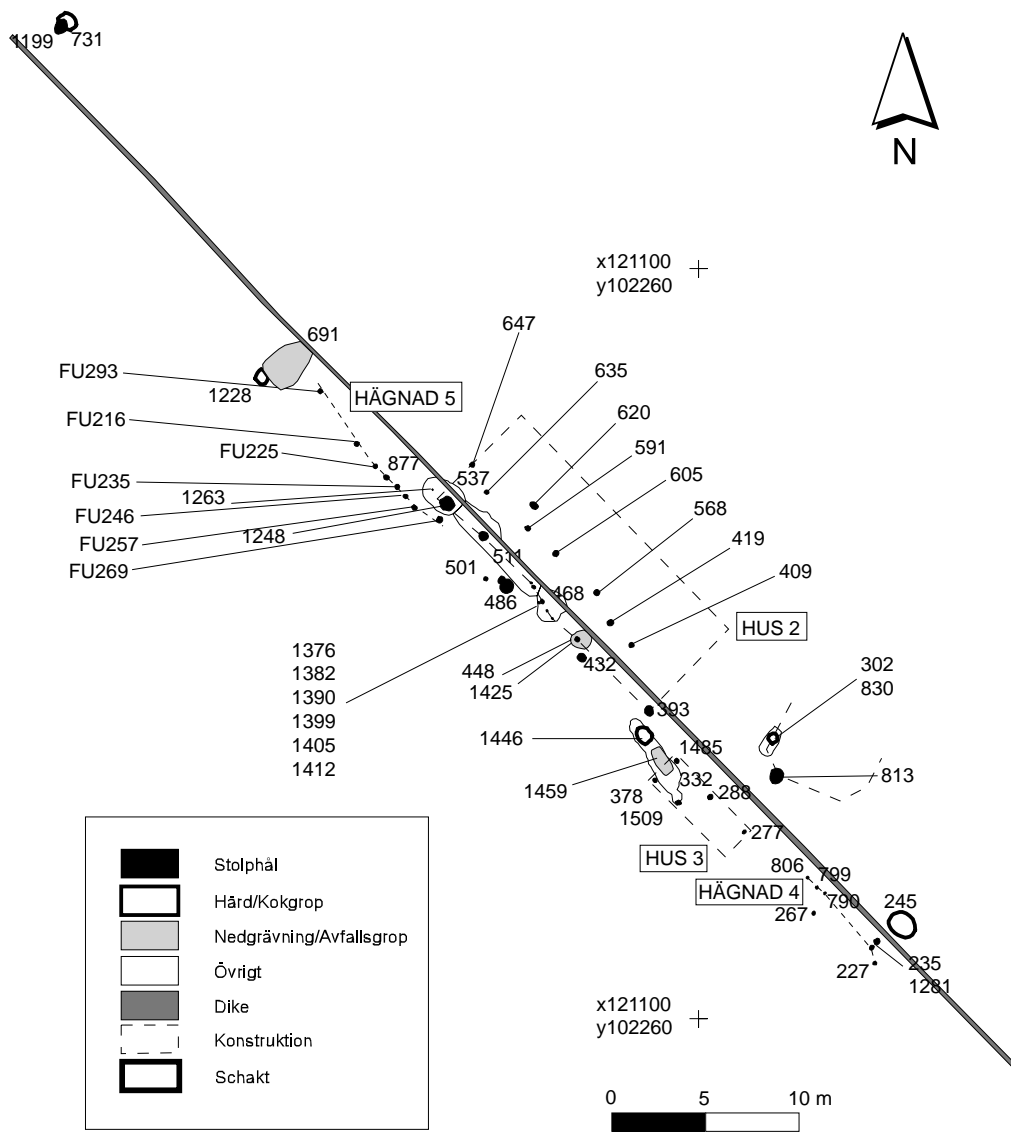 1199
731
N
x121100
y102260
691
647
FU293
635
1228
HÄGNAD 5
FU216
620
FU225
591
877
537
605
FU235
1263
FU246
568
1248
FU257
419
FU269
501
511
409
486
468
HUS 2
1376
1382
1390
1399
1405
1412
448
1425
432
302
830
393
1446
1485
813
1459
332
378
1509
288
277
HUS 3
806
799
HÄGNAD 4
790
245
267
227
235
1281
x121100
y102260
0 5 10 m
Stolphål
Härd/Kokgrop
Nedgrävning/Avfallsgrop
Övrigt
Dike
Konstruktion
Schakt